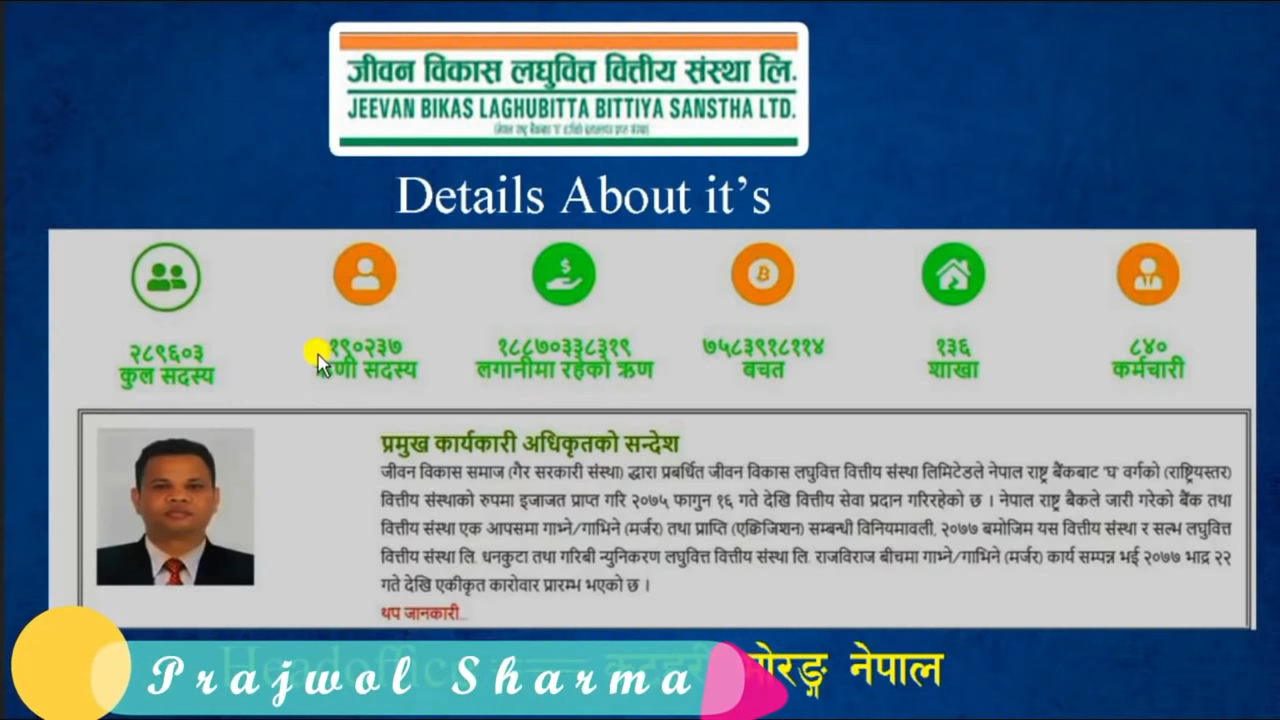 जीवन विकास लघुवित्त वित्तीय संस्था लि.
JEEVAN BIKAS LAGHUBITTA BITTIYA SANSTHA LTD.
Details About it's
२८९६०३ १९०२३७ १८८७०३३८३१९ ७५८३९१८११४ १३६ ८४०
कुल सदस्य णी सदस्य लगानीमा रहेको ऋण बचत शाखा कर्मचारी
प्रमुख कार्यकारी अधिकृतको सन्देश
जीवन विकास समाज (गैर सरकारी संस्था) द्धारा प्रबर्धित जीवन विकास लघुवित्त वित्तीय संस्था लिमिटेडले नेपाल राष्ट्र बैंकबाट 'घ' वर्गको (राष्ट्रियस्तर)
वित्तीय संस्थाको रुपमा इजाजत प्राप्त गरि २०७५ फागुन १६ गते देखि वित्तीय सेवा प्रदान गरिरहेको छ । नेपाल राष्ट्र बैकले जारी गरेको बैंक तथा
वित्तीय संस्था एक आपसमा गाभ्ने/गाभिने (मर्जर) तथा प्राप्ति (एक्विजिशन) सम्बन्धी विनियमावली, २०७७ बमोजिम यस वित्तीय संस्था र सल्भ लघुवित्त
वित्तीय संस्था लि. धनकुटा तथा गरिबी न्युनिकरण लघुवित्त वित्तीय संस्था लि. राजविराज बीचमा गाभ्ने/गाभिने (मर्जर) कार्य सम्पन्न भई २०७७ भाद्र २२
गते देखि एकीकृत कारोवार प्रारम्भ भएको छ ।
थप जानकारी...
Prajwol Sharma
नेपाल